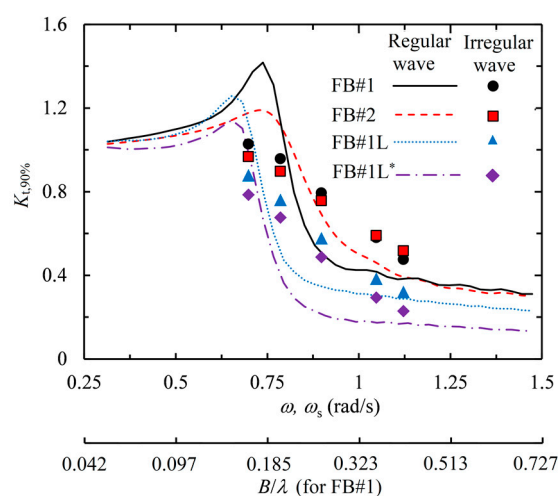 1.6
Regular Irregular
wave wave
FB#1
FB#2
FB#1L
FB#1L*
1.2
0.8
0.4
0
K_t,90%
0.25 0.5 0.75 1 1.25 1.5
ω, ω_s (rad/s)
0.042 0.097 0.185 0.323 0.513 0.727
B/λ (for FB#1)